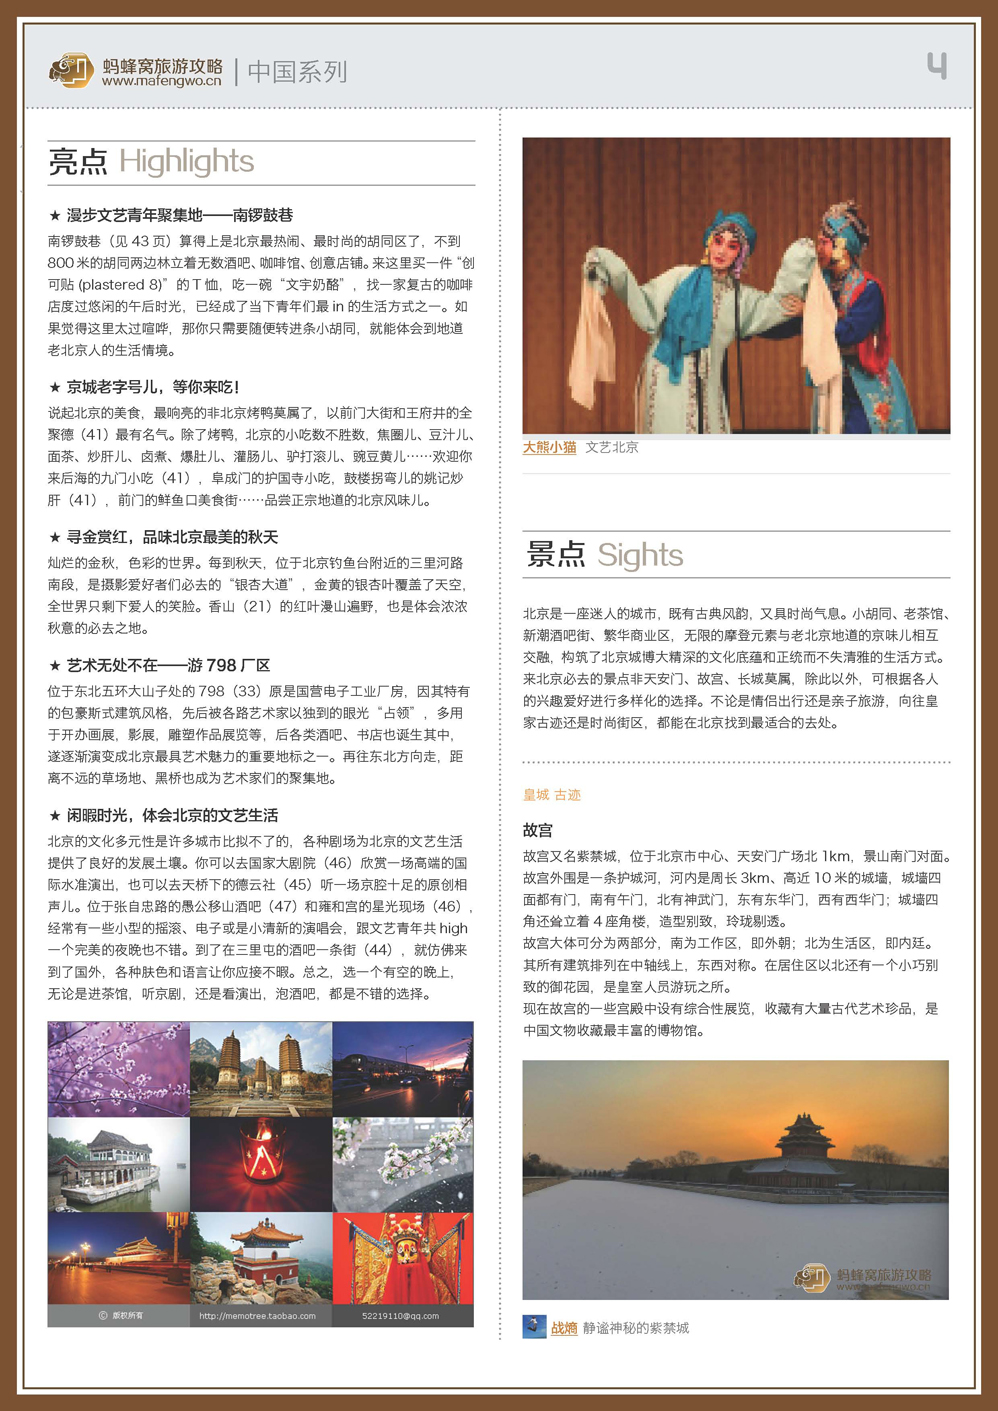 蚂蜂窝旅游攻略
www.mafengwo.cn
中国系列
4
亮点 Highlights
★ 漫步文艺青年聚集地——南锣鼓巷
南锣鼓巷（见 43 页）算得上是北京最热闹、最时尚的胡同区了，不到
800 米的胡同两边林立着无数酒吧、咖啡馆、创意店铺。来这里买一件 “创
可贴 (plastered 8)” 的 T 恤，吃一碗 “文宇奶酪” ，找一家复古的咖啡
店度过悠闲的午后时光，已经成了当下青年们最 in 的生活方式之一。如
果觉得这里太过喧哗，那你只需要随便转进条小胡同，就能体会到地道
老北京人的生活情境。
★ 京城老字号儿，等你来吃！
说起北京的美食，最响亮的非北京烤鸭莫属了，以前门大街和王府井的全
聚德（41）最有名气。除了烤鸭，北京的小吃数不胜数，焦圈儿、豆汁儿、
面茶、炒肝儿、卤煮、爆肚儿、灌肠儿、驴打滚儿、豌豆黄儿……欢迎你
来后海的九门小吃（41），阜成门的护国寺小吃，鼓楼拐弯儿的姚记炒
肝（41），前门的鲜鱼口美食街……品尝正宗地道的北京风味儿。
★ 寻金赏红，品味北京最美的秋天
灿烂的金秋，色彩的世界。每到秋天，位于北京钓鱼台附近的三里河路
南段，是摄影爱好者们必去的 “银杏大道” ，金黄的银杏叶覆盖了天空，
全世界只剩下爱人的笑脸。香山（21）的红叶漫山遍野，也是体会浓浓
秋意的必去之地。
★ 艺术无处不在——游 798 厂区
位于东北五环大山子处的 798（33）原是国营电子工业厂房，因其特有
的包豪斯式建筑风格，先后被各路艺术家以独到的眼光 “占领” ，多用
于开办画展，影展，雕塑作品展览等，后各类酒吧、书店也诞生其中，
遂逐渐演变成北京最具艺术魅力的重要地标之一。再往东北方向走，距
离不远的草场地、黑桥也成为艺术家们的聚集地。
★ 闲暇时光，体会北京的文艺生活
北京的文化多元性是许多城市比拟不了的，各种剧场为北京的文艺生活
提供了良好的发展土壤。你可以去国家大剧院（46）欣赏一场高端的国
际水准演出，也可以去天桥下的德云社（45）听一场京腔十足的原创相
声儿。位于张自忠路的愚公移山酒吧（47）和雍和宫的星光现场（46），
经常有一些小型的摇滚、电子或是小清新的演唱会，跟文艺青年共 high
一个完美的夜晚也不错。到了在三里屯的酒吧一条街（44），就仿佛来
到了国外，各种肤色和语言让你应接不暇。总之，选一个有空的晚上，
无论是进茶馆，听京剧，还是看演出，泡酒吧，都是不错的选择。
© 版权所有 http://memotree.taobao.com 52219110@qq.com
大熊小猫 文艺北京
景点 Sights
北京是一座迷人的城市，既有古典风韵，又具时尚气息。小胡同、老茶馆、
新潮酒吧街、繁华商业区，无限的摩登元素与老北京地道的京味儿相互
交融，构筑了北京城博大精深的文化底蕴和正统而不失清雅的生活方式。
来北京必去的景点非天安门、故宫、长城莫属，除此以外，可根据各人
的兴趣爱好进行多样化的选择。不论是情侣出行还是亲子旅游，向往皇
家古迹还是时尚街区，都能在北京找到最适合的去处。
皇城 古迹
故宫
故宫又名紫禁城，位于北京市中心、天安门广场北 1km，景山南门对面。
故宫外围是一条护城河，河内是周长 3km、高近 10 米的城墙，城墙四
面都有门，南有午门，北有神武门，东有东华门，西有西华门；城墙四
角还耸立着 4 座角楼，造型别致，玲珑剔透。
故宫大体可分为两部分，南为工作区，即外朝；北为生活区，即内廷。
其所有建筑排列在中轴线上，东西对称。在居住区以北还有一个小巧别
致的御花园，是皇室人员游玩之所。
现在故宫的一些宫殿中设有综合性展览，收藏有大量古代艺术珍品，是
中国文物收藏最丰富的博物馆。
蚂蜂窝旅游攻略
www.mafengwo.cn
战熵 静谧神秘的紫禁城